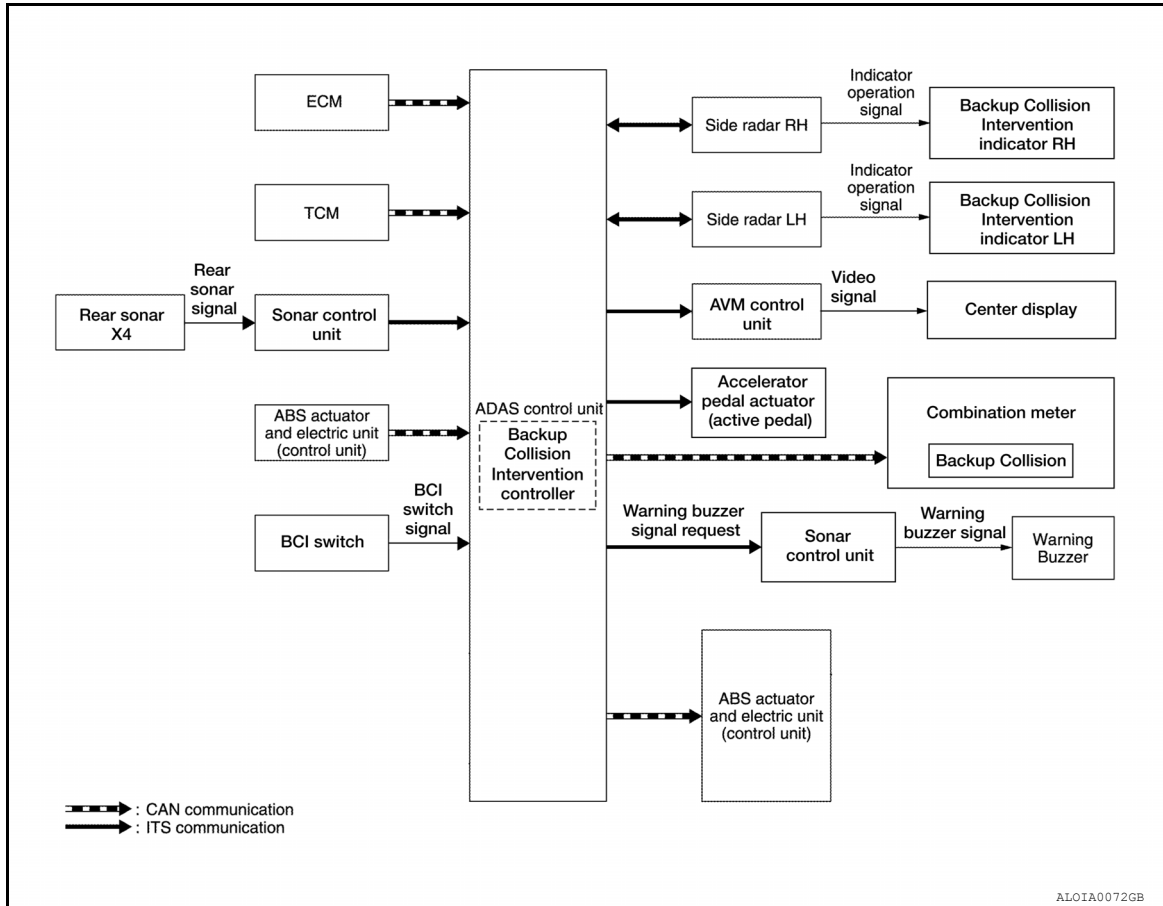 ECM
TCM
Rear
sonar
signal
Rear sonar
X4
Sonar control
unit
ABS actuator
and electric unit
(control unit)
BCI
switch
signal
BCI switch
ADAS control unit
Backup
Collision
Intervention
controller
Side radar RH
Indicator
operation
signal
Backup Collision
Intervention
indicator RH
Side radar LH
Indicator
operation
signal
Backup Collision
Intervention
indicator LH
AVM control
unit
Video
signal
Center display
Accelerator
pedal actuator
(active pedal)
Combination meter
Backup Collision
Warning buzzer
signal request
Sonar
control unit
Warning
buzzer signal
Warning
Buzzer
ABS actuator
and electric unit
(control unit)
: CAN communication
: ITS communication
ALOIA0072GB